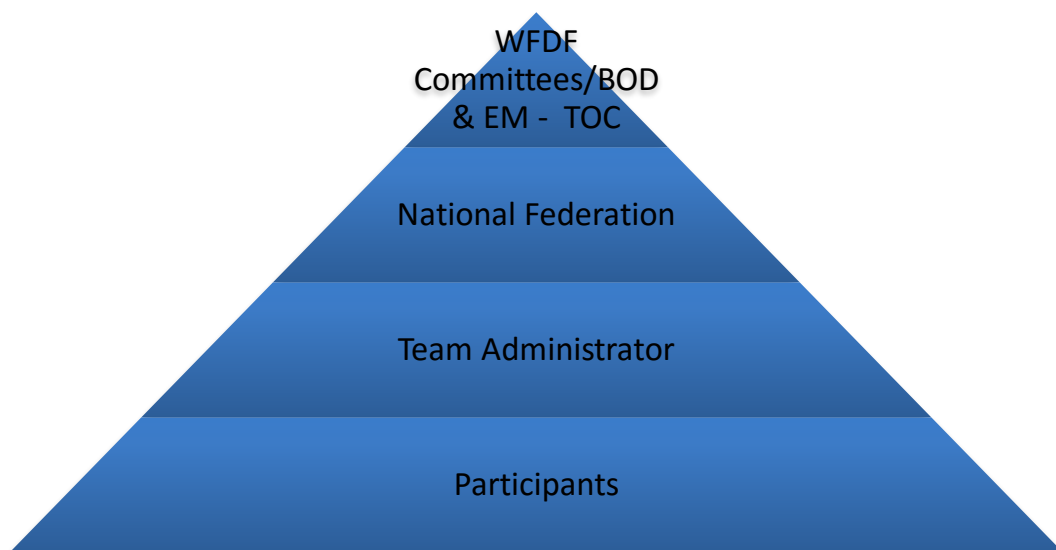 WFDF
Committees/BOD
& EM - TOC
National Federation
Team Administrator
Participants